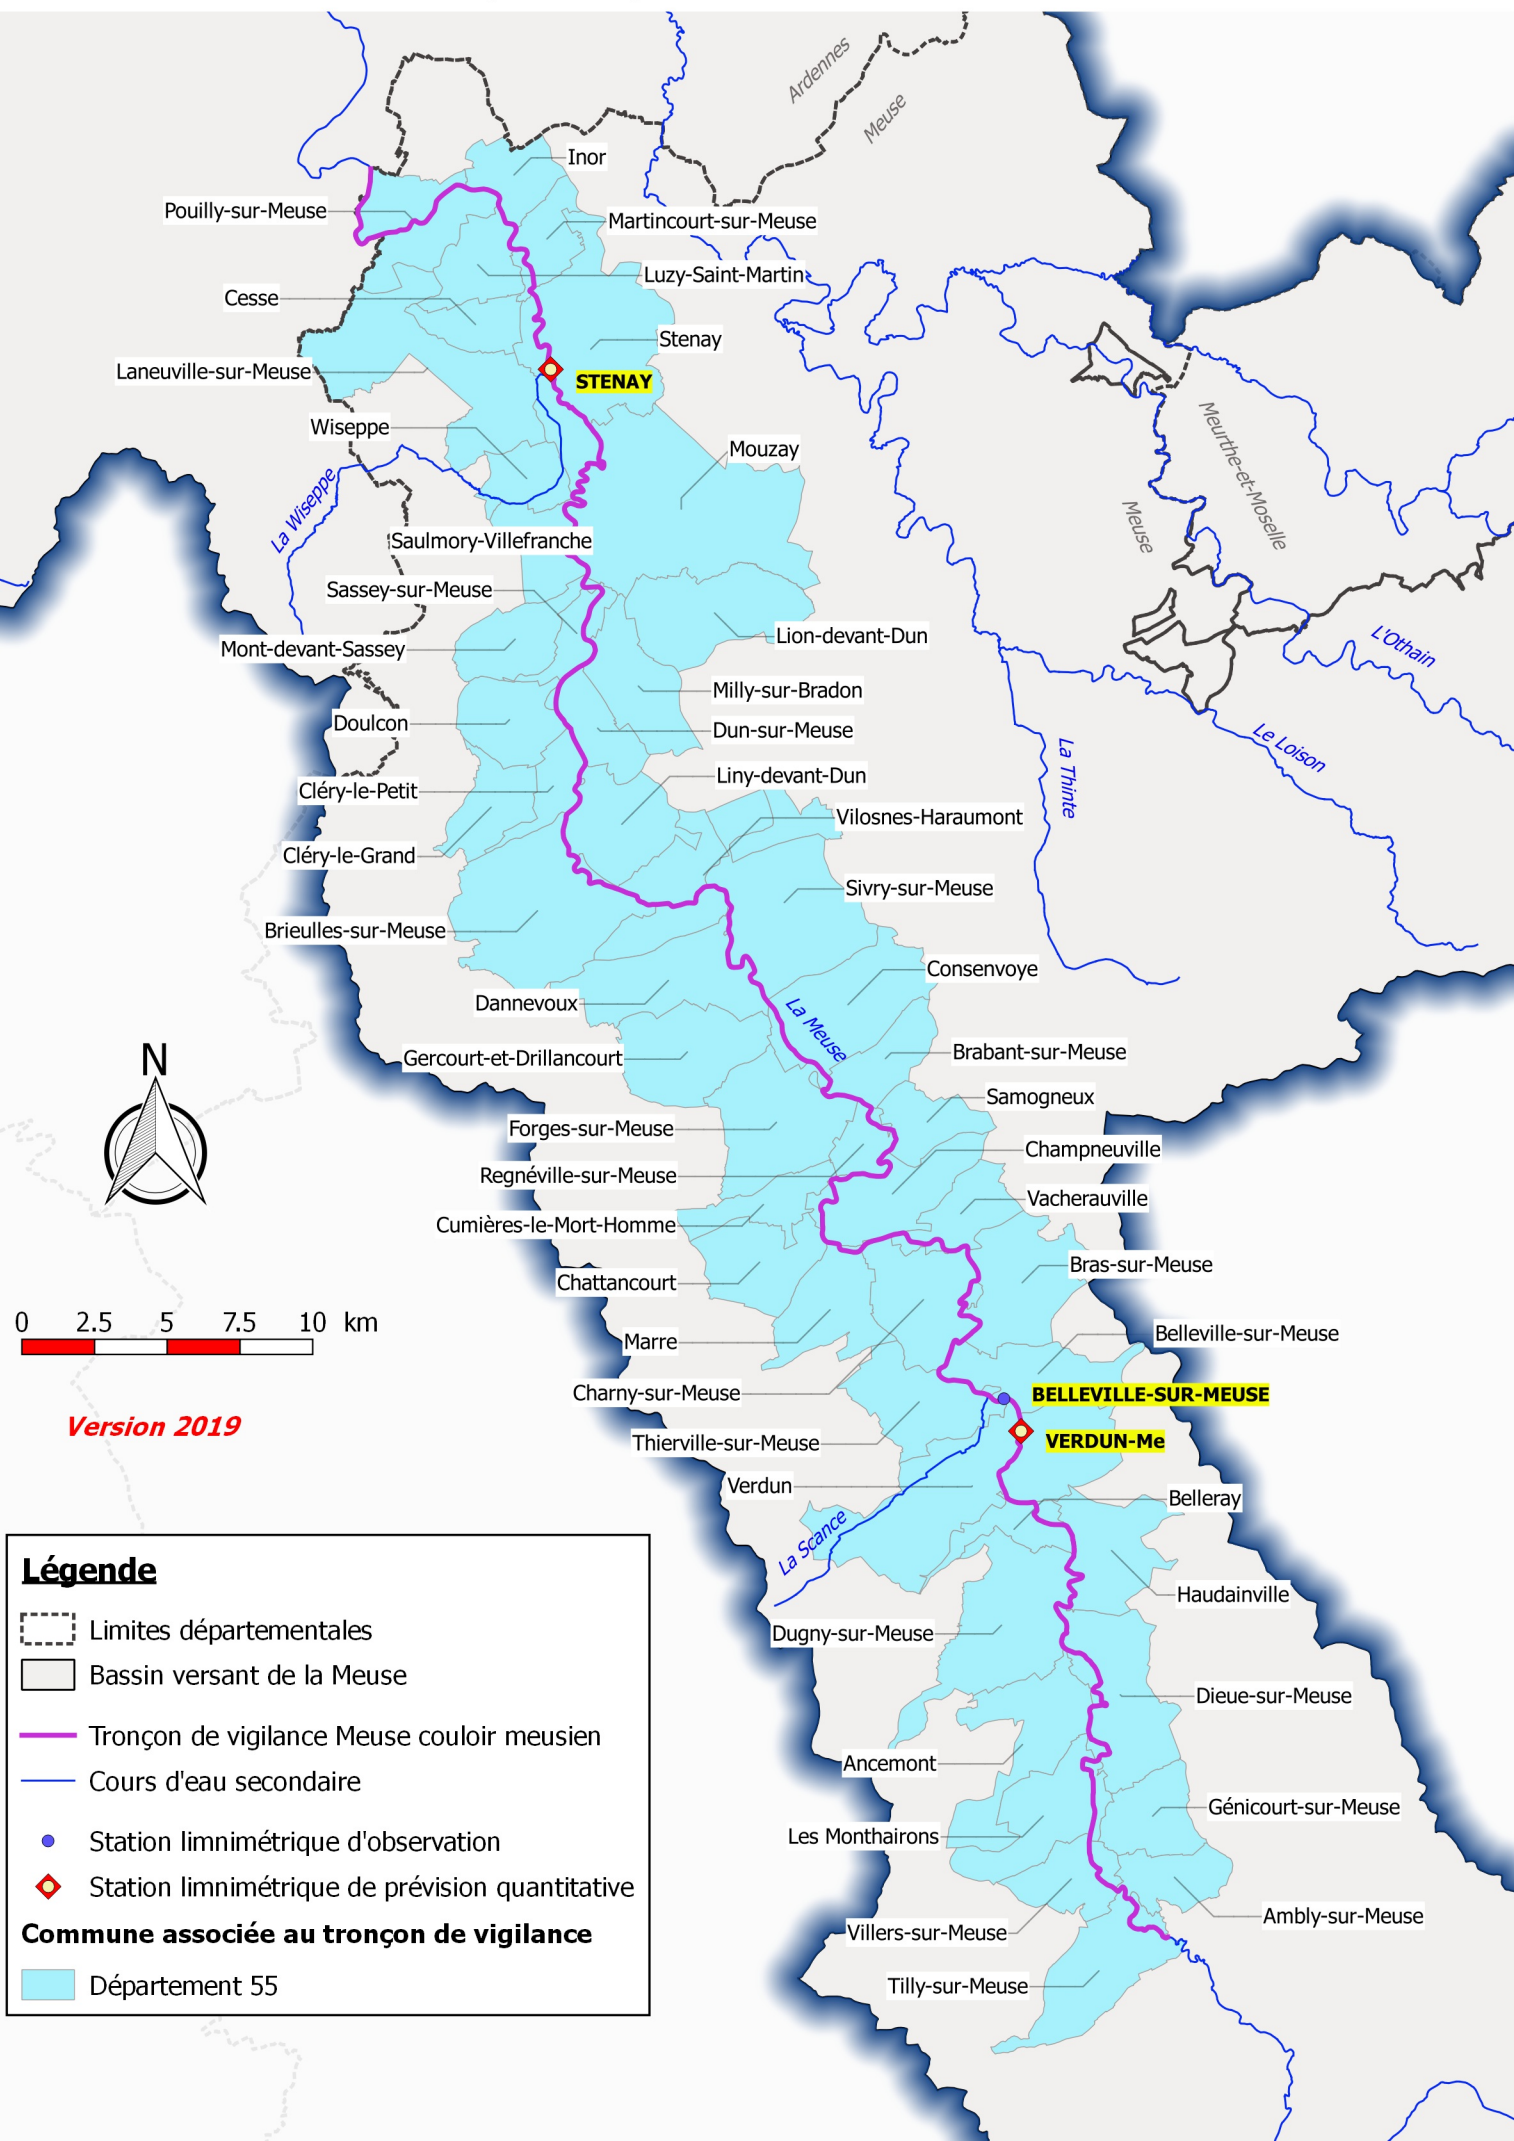 Ardennes
Meuse
Inor
Pouilly-sur-Meuse
Martincourt-sur-Meuse
Luzy-Saint-Martin
Cesse
Stenay
Laneuville-sur-Meuse
STENAY
Wiseppe
Mouzay
Meurthe-et-Moselle
Meuse
La Wiseppe
Saulmory-Villefranche
Sassey-sur-Meuse
Lion-devant-Dun
L'Othain
Mont-devant-Sassey
Milly-sur-Bradon
Doulcon
Dun-sur-Meuse
Le Loison
La Thinte
Liny-devant-Dun
Cléry-le-Petit
Vilosnes-Haraumont
Cléry-le-Grand
Sivry-sur-Meuse
Brieulles-sur-Meuse
Consenvoye
Dannevoux
La Meuse
N
Gercourt-et-Drillancourt
Brabant-sur-Meuse
Samogneux
Forges-sur-Meuse
Champneuville
Regnéville-sur-Meuse
Vacherauville
Cumières-le-Mort-Homme
Bras-sur-Meuse
Chattancourt
0 2.5 5 7.5 10 km
Marre
Belleville-sur-Meuse
Charny-sur-Meuse
BELLEVILLE-SUR-MEUSE
Version 2019
Thierville-sur-Meuse
VERDUN-Me
Verdun
Belleray
La Scance
Haudainville
Dugny-sur-Meuse
Dieue-sur-Meuse
Ancemont
Génicourt-sur-Meuse
Les Monthairons
Ambly-sur-Meuse
Villers-sur-Meuse
Tilly-sur-Meuse
Légende
Limites départementales
Bassin versant de la Meuse
Tronçon de vigilance Meuse couloir meusien
Cours d'eau secondaire
Station limnimétrique d'observation
Station limnimétrique de prévision quantitative
Commune associée au tronçon de vigilance
Département 55